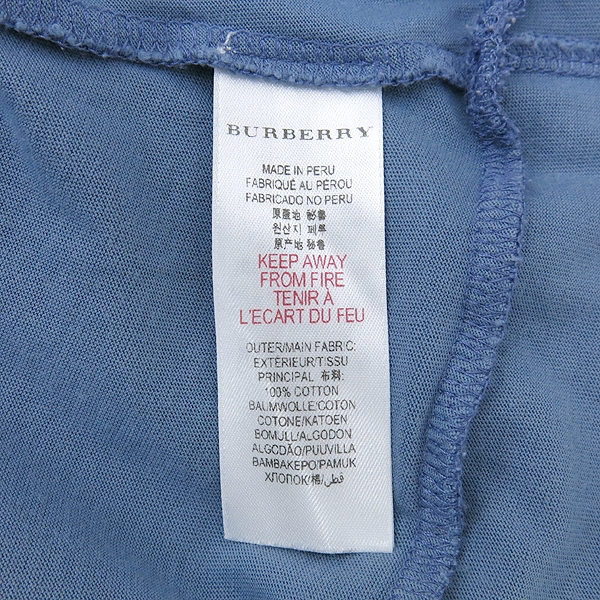 BURBERRY
MADE IN PERU
FABRIQUÉ AU PÉROU
FABRICADO NO PERU
原產地 秘魯
원산지 페루
原产地 秘鲁
KEEP AWAY
FROM FIRE
TENIR À
L'ECART DU FEU
OUTER/MAIN FABRIC:
EXTÉRIEUR/TISSU
PRINCIPAL 布料:
100% COTTON
BAUMWOLLE/COTON
COTONE/KATOEN
BOMULL/ALGODON
ALGODÃO/PUUVILLA
BAMBAKEPO/PAMUK
ХЛОПОК/棉/قطن